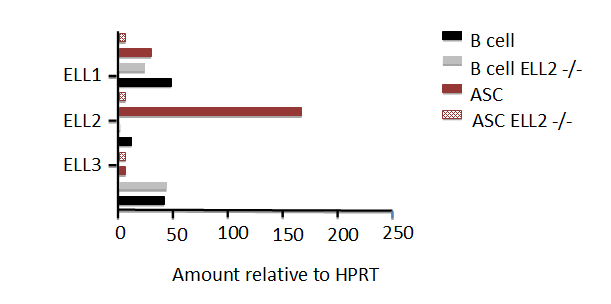 B cell
B cell ELL2 -/-
ASC
ASC ELL2 -/-
ELL1
ELL2
ELL3
0 50 100 150 200 250
Amount relative to HPRT